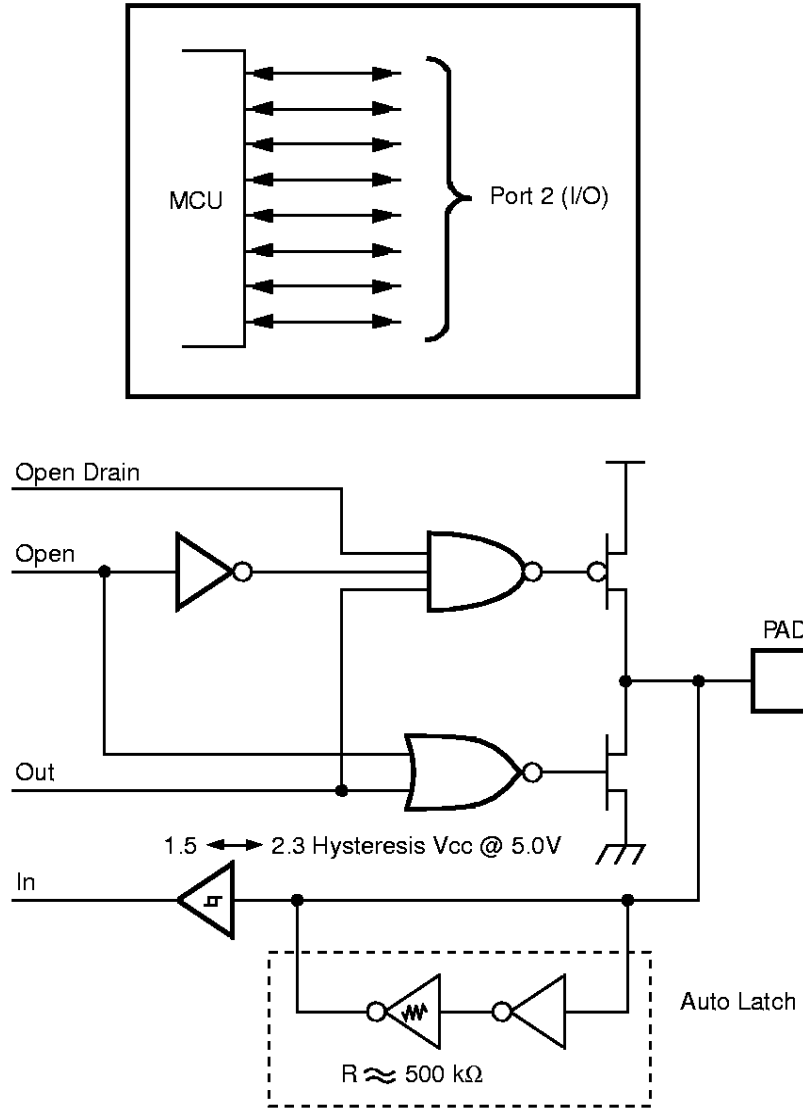 MCU
Port 2 (I/O)
Open Drain
Open
PAD
Out
1.5 2.3 Hysteresis Vcc @ 5.0V
In
Auto Latch
R ≈ 500 kΩ